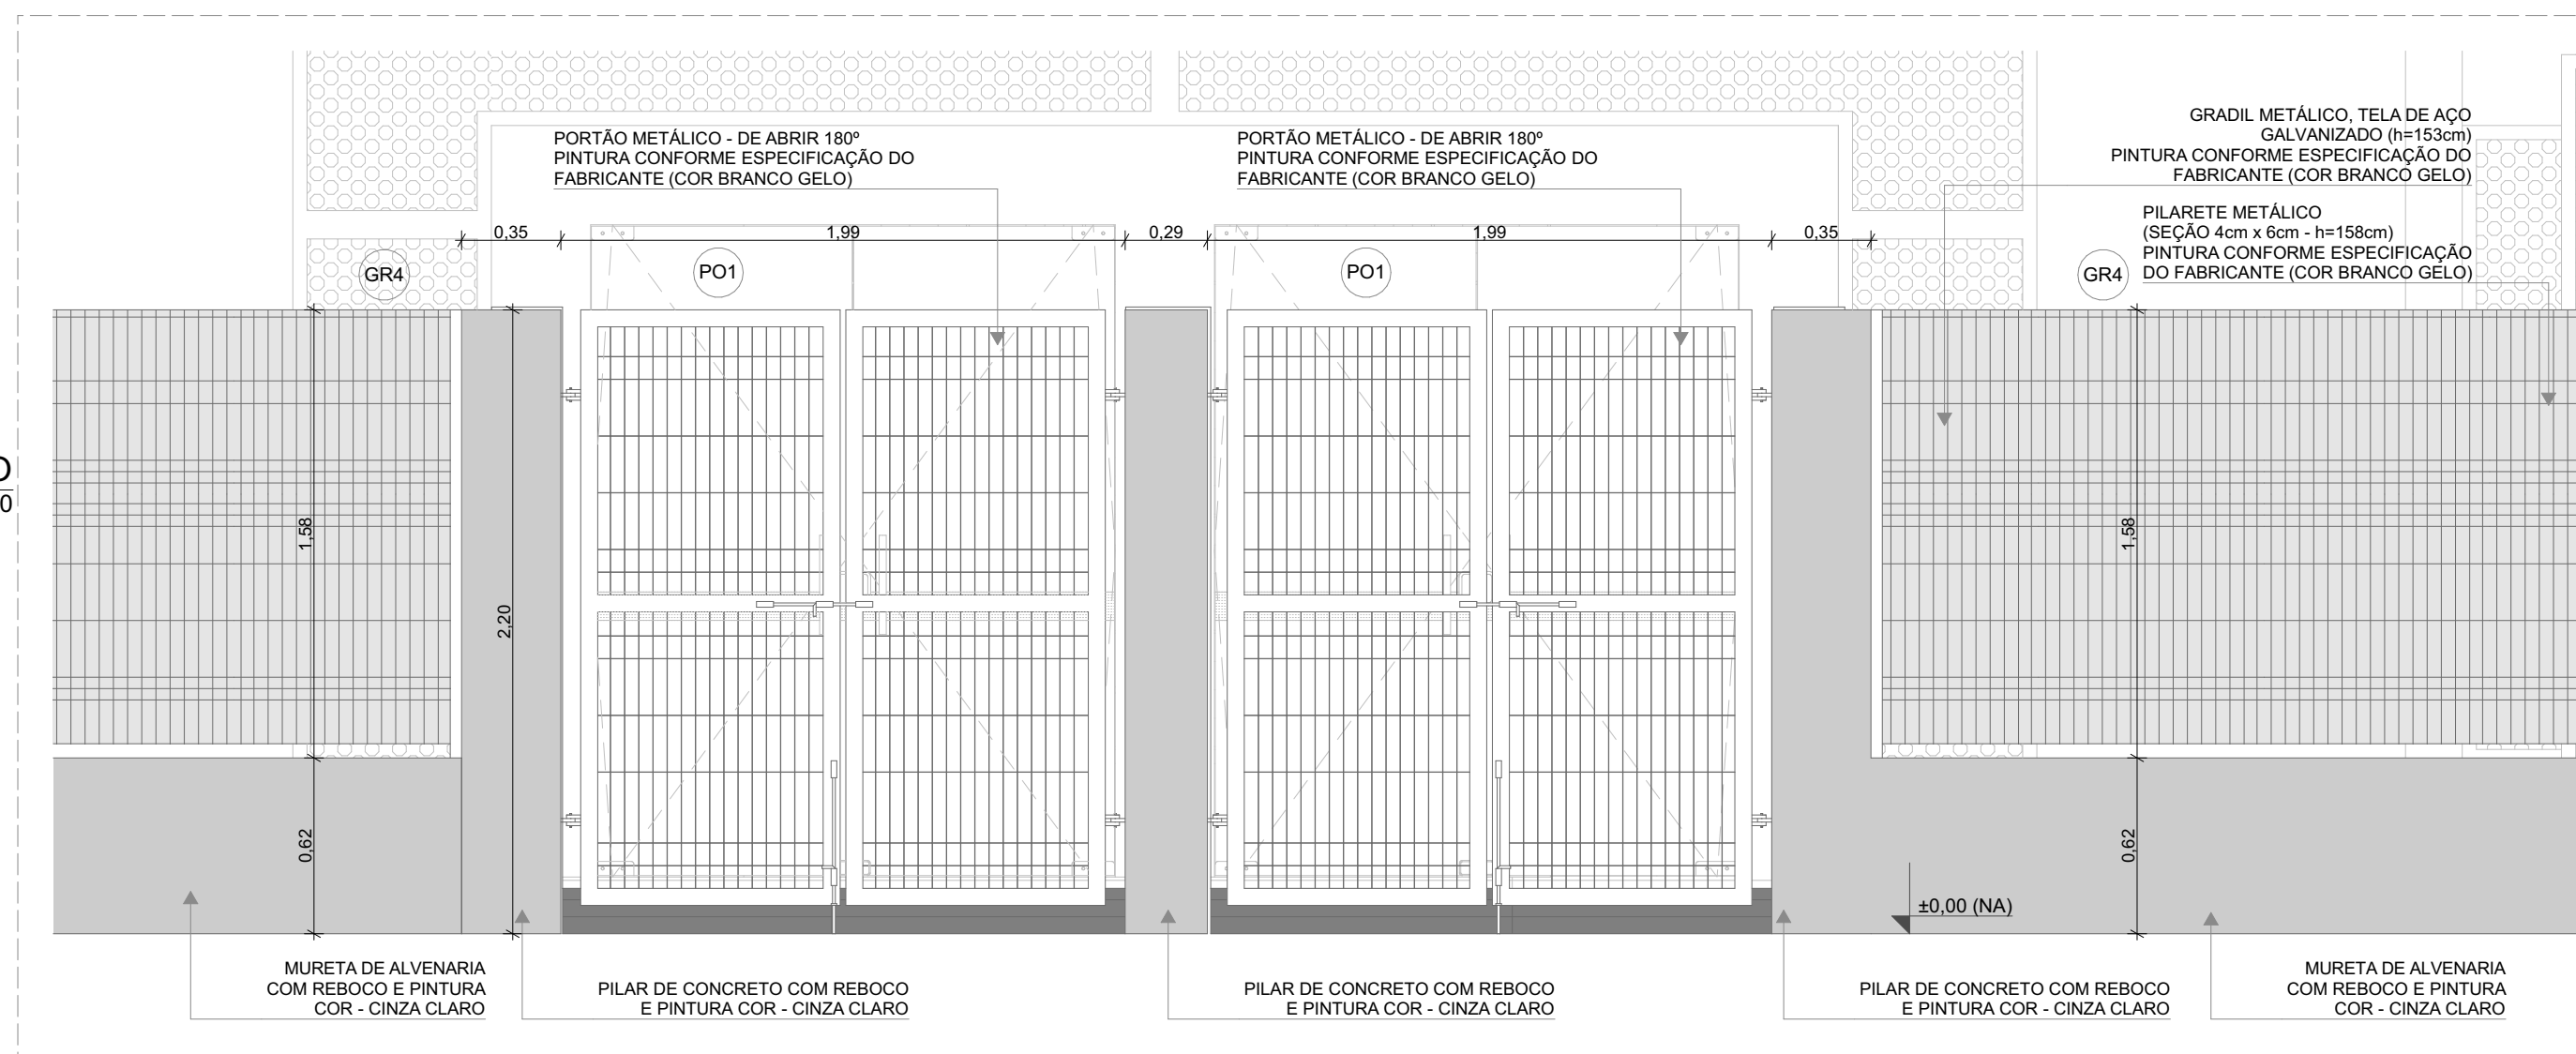 PORTÃO METÁLICO - DE ABRIR 180º
PINTURA CONFORME ESPECIFICAÇÃO DO
FABRICANTE (COR BRANCO GELO)
PORTÃO METÁLICO - DE ABRIR 180º
PINTURA CONFORME ESPECIFICAÇÃO DO
FABRICANTE (COR BRANCO GELO)
GRADIL METÁLICO, TELA DE AÇO
GALVANIZADO (h=153cm)
PINTURA CONFORME ESPECIFICAÇÃO DO
FABRICANTE (COR BRANCO GELO)
PILARETE METÁLICO
(SEÇÃO 4cm x 6cm - h=158cm)
PINTURA CONFORME ESPECIFICAÇÃO
DO FABRICANTE (COR BRANCO GELO)
0,35
1,99
0,29
1,99
0,35
GR4
PO1
PO1
GR4
O
0
1,58
2,20
1,58
0,62
0,62
±0,00 (NA)
MURETA DE ALVENARIA
COM REBOCO E PINTURA
COR - CINZA CLARO
PILAR DE CONCRETO COM REBOCO
E PINTURA COR - CINZA CLARO
PILAR DE CONCRETO COM REBOCO
E PINTURA COR - CINZA CLARO
PILAR DE CONCRETO COM REBOCO
E PINTURA COR - CINZA CLARO
MURETA DE ALVENARIA
COM REBOCO E PINTURA
COR - CINZA CLARO